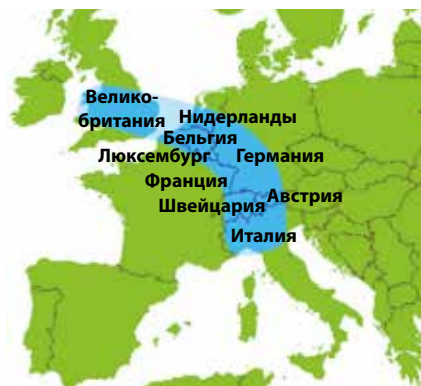 Велико-
британия
Нидерланды
Бельгия
Люксембург
Германия
Франция
Австрия
Швейцария
Италия